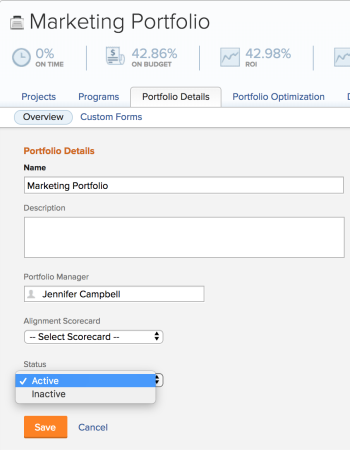 Marketing Portfolio
0%
ON TIME
42.86%
ON BUDGET
42.98%
ROI
Projects Programs Portfolio Details Portfolio Optimization
Overview Custom Forms
Portfolio Details
Name
Marketing Portfolio
Description
Portfolio Manager
Jennifer Campbell
Alignment Scorecard
-- Select Scorecard --
Status
✓ Active
Inactive
Save Cancel